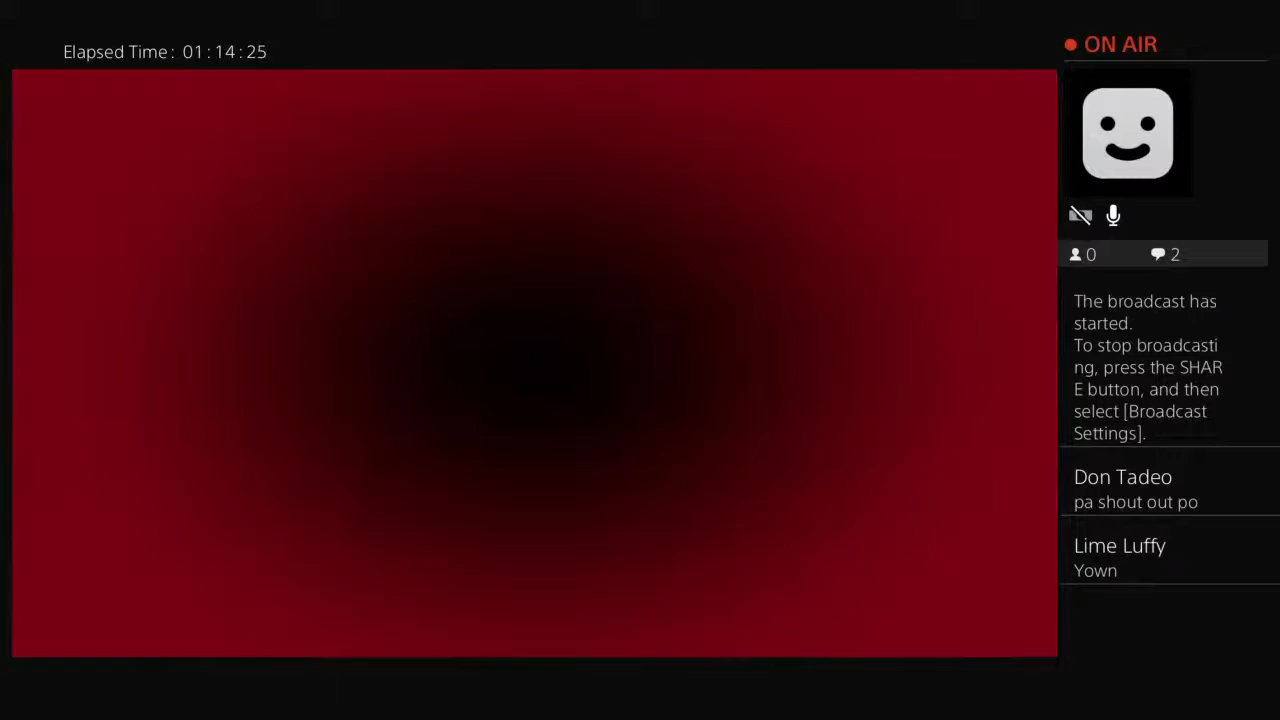 Elapsed Time: 01:14:25
ON AIR
0 2
The broadcast has
started.
To stop broadcasti
ng, press the SHAR
E button, and then
select [Broadcast
Settings].
Don Tadeo
pa shout out po
Lime Luffy
Yown